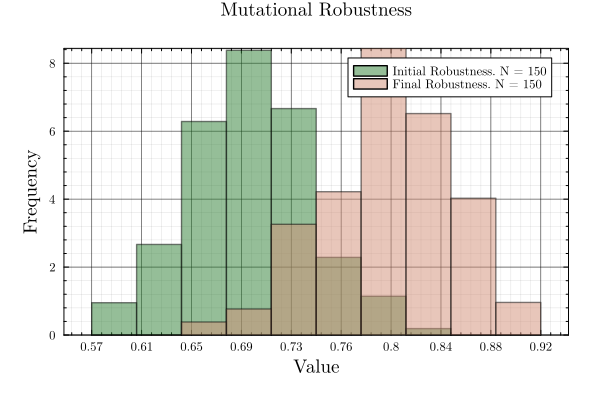 Mutational Robustness
Initial Robustness. N = 150
Final Robustness. N = 150
Frequency
8
6
4
2
0
0.57 0.61 0.65 0.69 0.73 0.76 0.8 0.84 0.88 0.92
Value